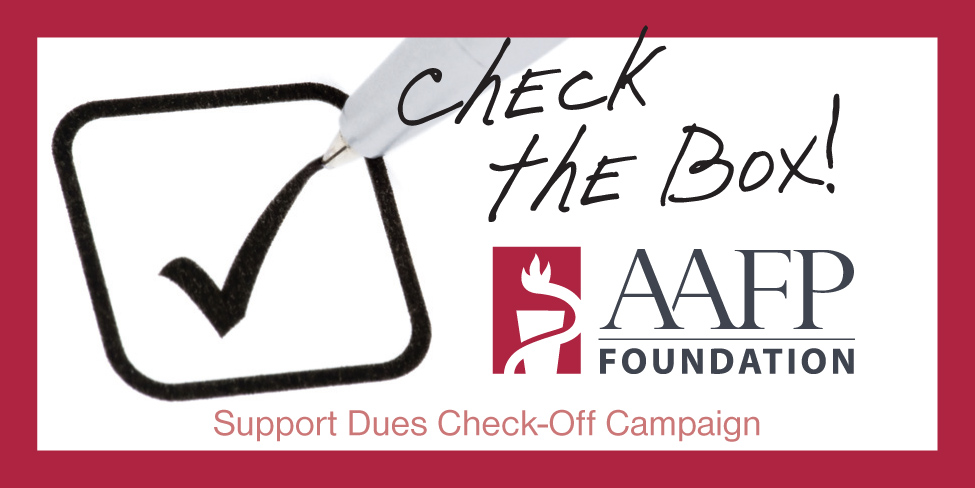 Check
the Box!
AAFP
FOUNDATION
Support Dues Check-Off Campaign